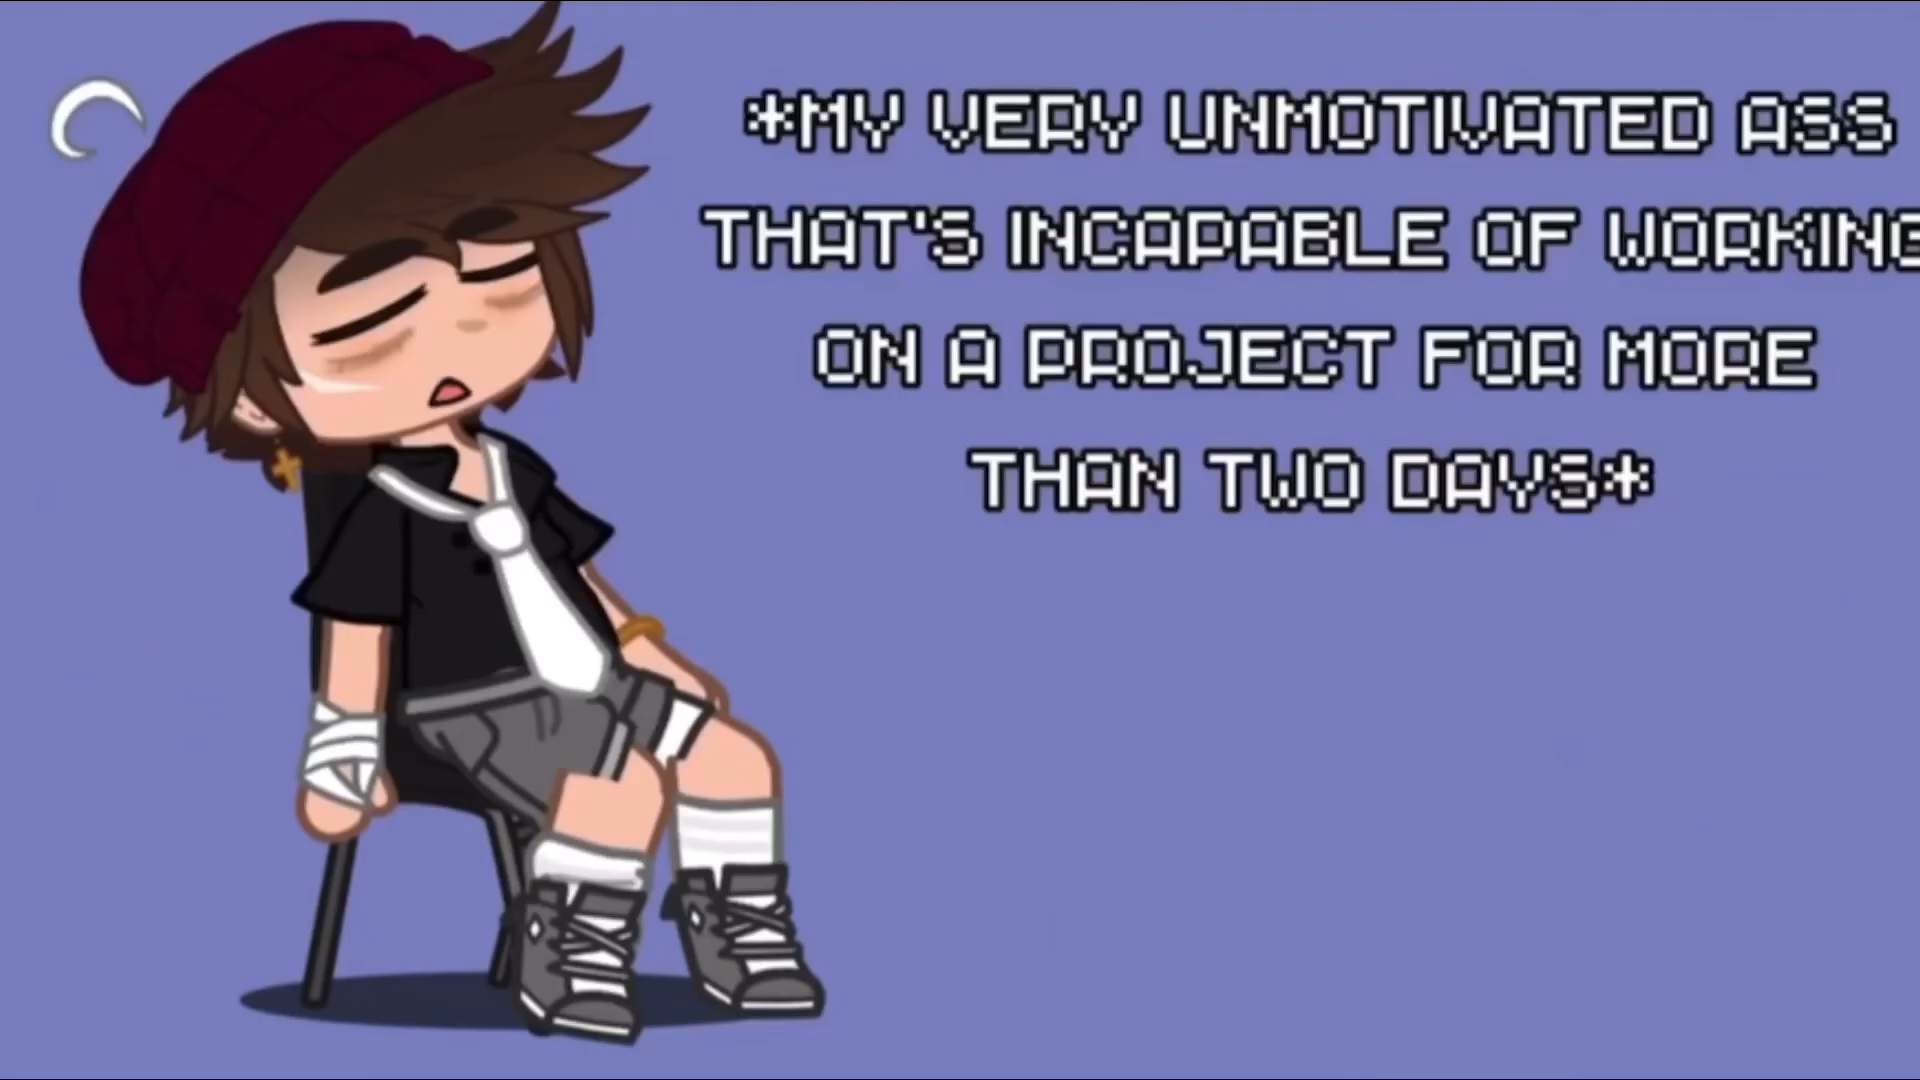 *MY VERY UNMOTIVATED ASS
THAT'S INCAPABLE OF WORKING
ON A PROJECT FOR MORE
THAN TWO DAYS*